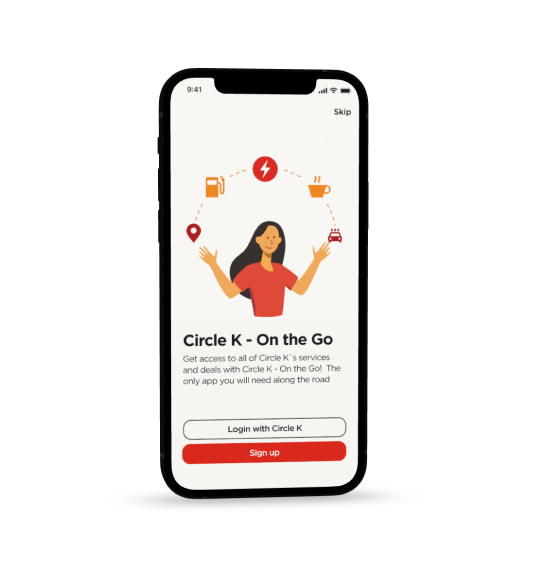 9:41
Skip
Circle K - On the Go
Get access to all of Circle K`s services
and deals with Circle K - On the Go! The
only app you will need along the road
Login with Circle K
Sign up